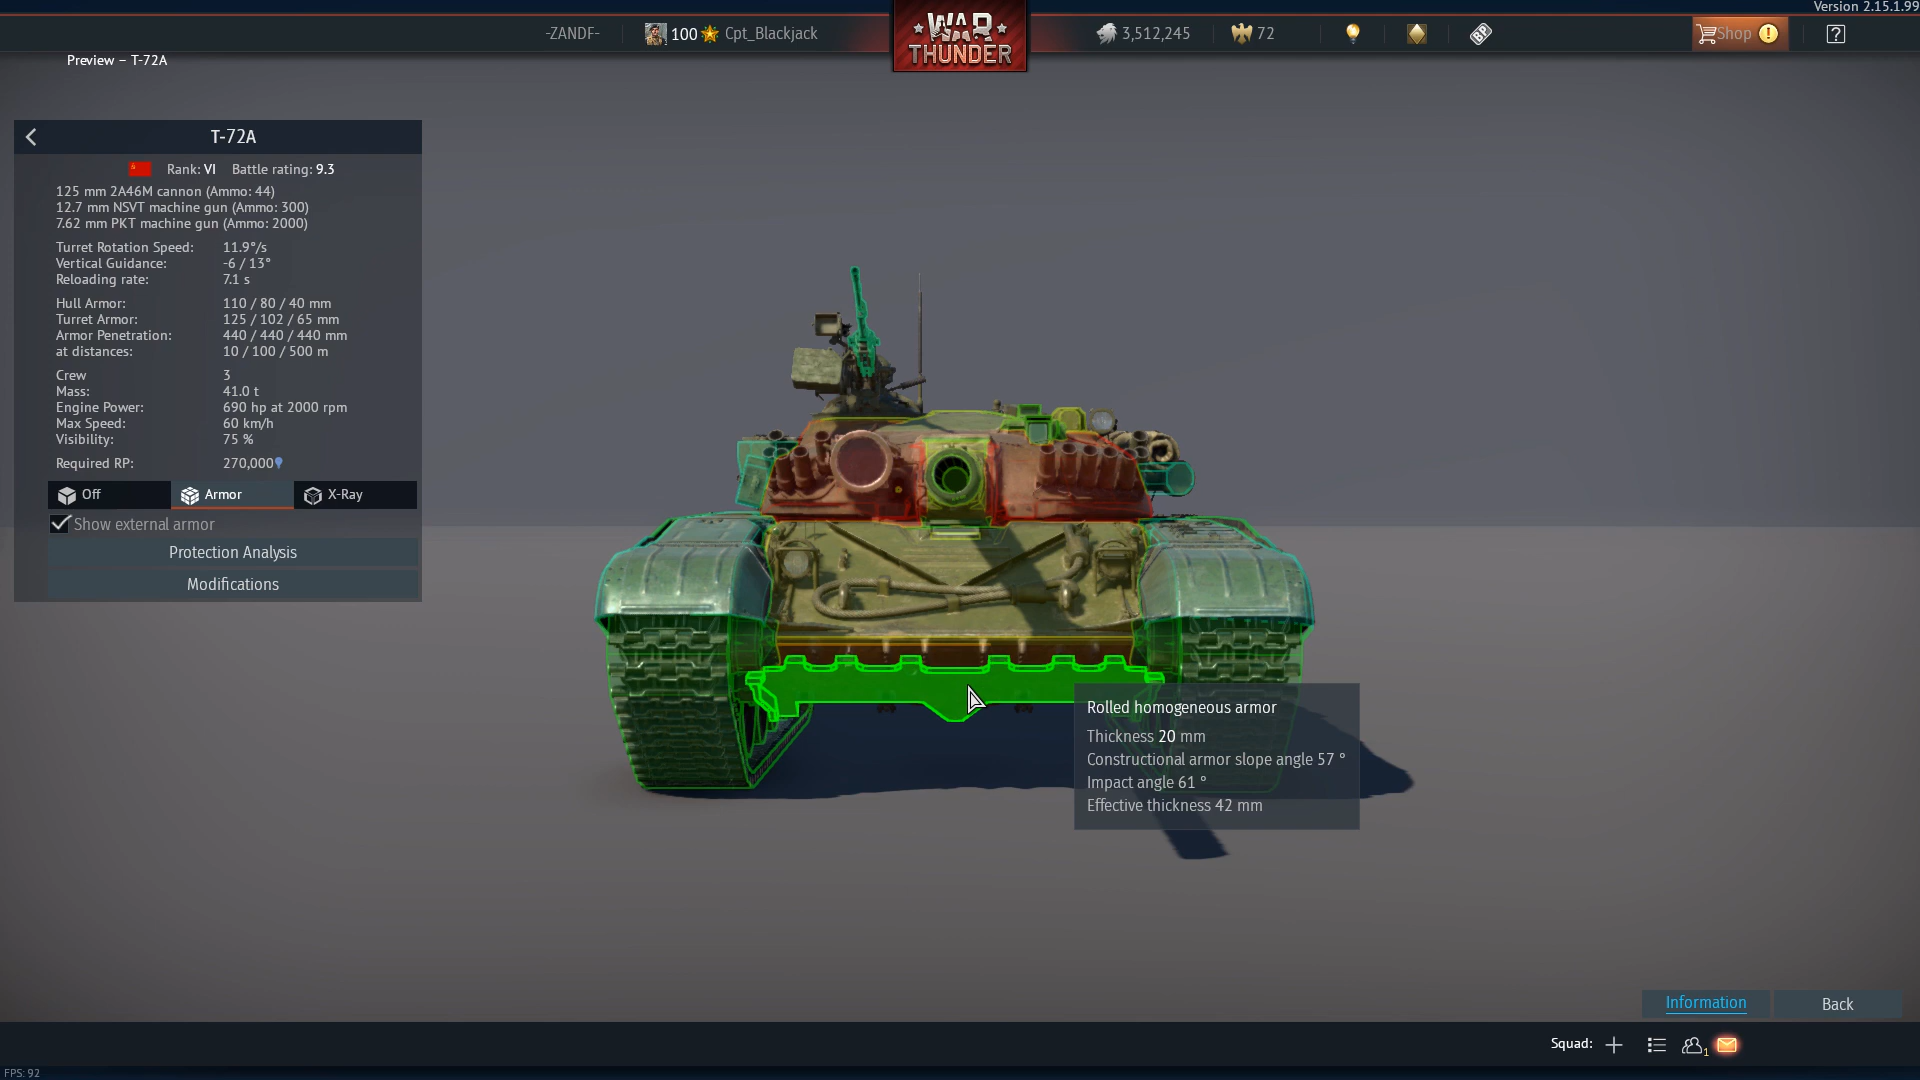 Version 2.15.1.99
-ZANDF-
100 Cpt_Blackjack
WAR THUNDER
3,512,245
72
BP
Shop
Preview – T-72A
T-72A
Rank: VI Battle rating: 9.3
125 mm 2A46M cannon (Ammo: 44)
12.7 mm NSVT machine gun (Ammo: 300)
7.62 mm PKT machine gun (Ammo: 2000)
Turret Rotation Speed: 11.9°/s
Vertical Guidance: -6 / 13°
Reloading rate: 7.1 s
Hull Armor: 110 / 80 / 40 mm
Turret Armor: 125 / 102 / 65 mm
Armor Penetration: 440 / 440 / 440 mm
at distances: 10 / 100 / 500 m
Crew 3
Mass: 41.0 t
Engine Power: 690 hp at 2000 rpm
Max Speed: 60 km/h
Visibility: 75 %
Required RP: 270,000
Off Armor X-Ray
Show external armor
Protection Analysis
Modifications
Rolled homogeneous armor
Thickness 20 mm
Constructional armor slope angle 57 °
Impact angle 61 °
Effective thickness 42 mm
Information Back
Squad: 1
FPS: 92